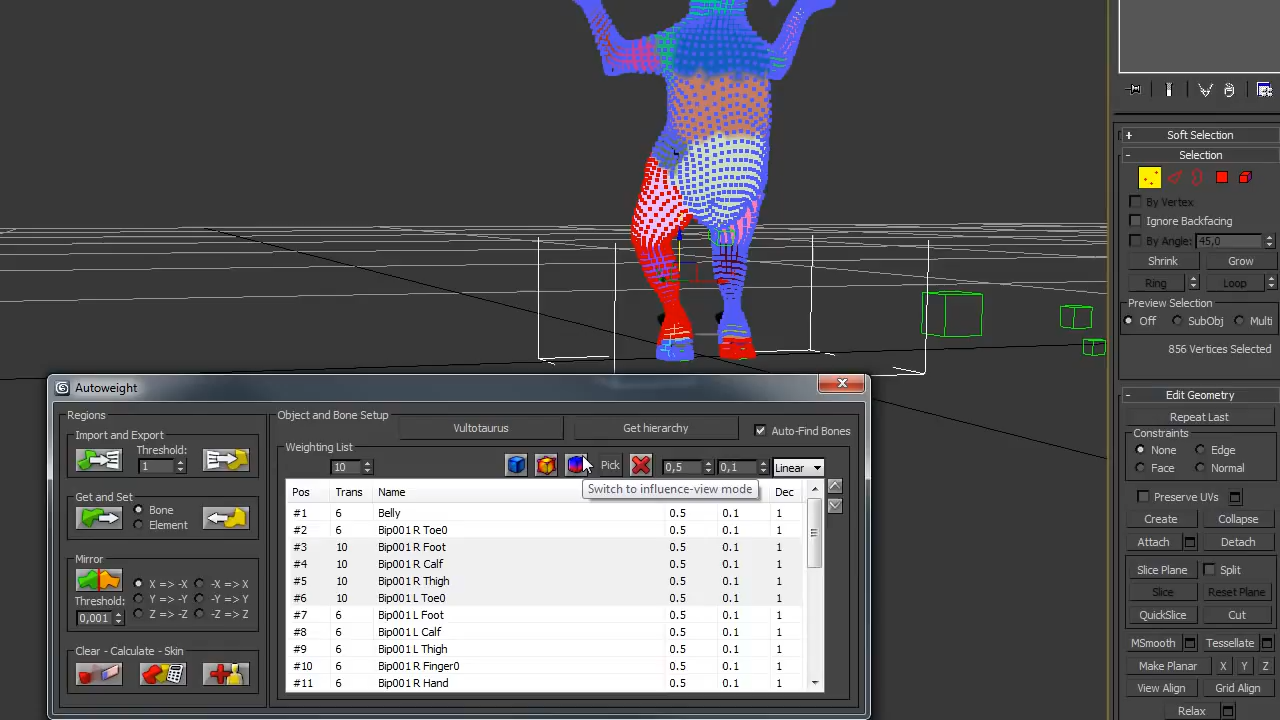 Soft Selection
Selection
By Vertex
Ignore Backfacing
By Angle: 45,0
Shrink Grow
Ring Loop
Preview Selection
Off SubObj Multi
856 Vertices Selected
Edit Geometry
Repeat Last
Constraints
None Edge
Face Normal
Preserve UVs
Create Collapse
Attach Detach
Slice Plane Split
Slice Reset Plane
QuickSlice Cut
MSmooth Tessellate
Make Planar X Y Z
View Align Grid Align
Relax
Autoweight
Regions
Import and Export
Threshold:
1
Get and Set
Bone
Element
Mirror
X => -X -X => X
Y => -Y -Y => Y
Z => -Z -Z => Z
Threshold:
0,001
Clear - Calculate - Skin
Object and Bone Setup
Vultotaurus Get hierarchy Auto-Find Bones
Weighting List
10 Pick 0,5 0,1 Linear
Switch to influence-view mode
Pos Trans Name Dec
#1 6 Belly 0.5 0.1 1
#2 6 Bip001 R Toe0 0.5 0.1 1
#3 10 Bip001 R Foot 0.5 0.1 1
#4 10 Bip001 R Calf 0.5 0.1 1
#5 10 Bip001 R Thigh 0.5 0.1 1
#6 10 Bip001 L Toe0 0.5 0.1 1
#7 6 Bip001 L Foot 0.5 0.1 1
#8 6 Bip001 L Calf 0.5 0.1 1
#9 6 Bip001 L Thigh 0.5 0.1 1
#10 6 Bip001 R Finger0 0.5 0.1 1
#11 6 Bip001 R Hand 0.5 0.1 1